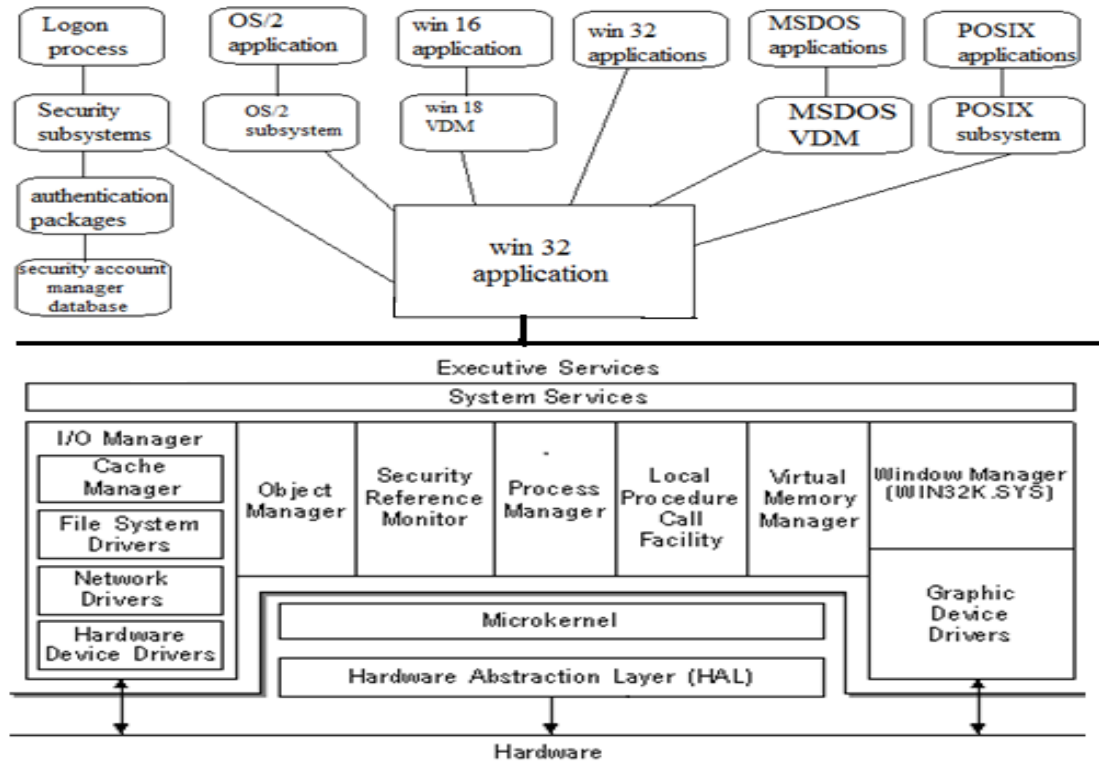 Logon
process
OS/2
application
win 16
application
win 32
applications
MSDOS
applications
POSIX
applications
Security
subsystems
OS/2
subsystem
win 18
VDM
MSDOS
VDM
POSIX
subsystem
authentication
packages
security account
manager
database
win 32
application
Executive Services
System Services
I/O Manager
Cache
Manager
File System
Drivers
Network
Drivers
Hardware
Device Drivers
Object
Manager
Security
Reference
Monitor
Process
Manager
Local
Procedure
Call
Facility
Virtual
Memory
Manager
Window Manager
(WIN32K.SYS)
Graphic
Device
Drivers
Microkernel
Hardware Abstraction Layer (HAL)
Hardware